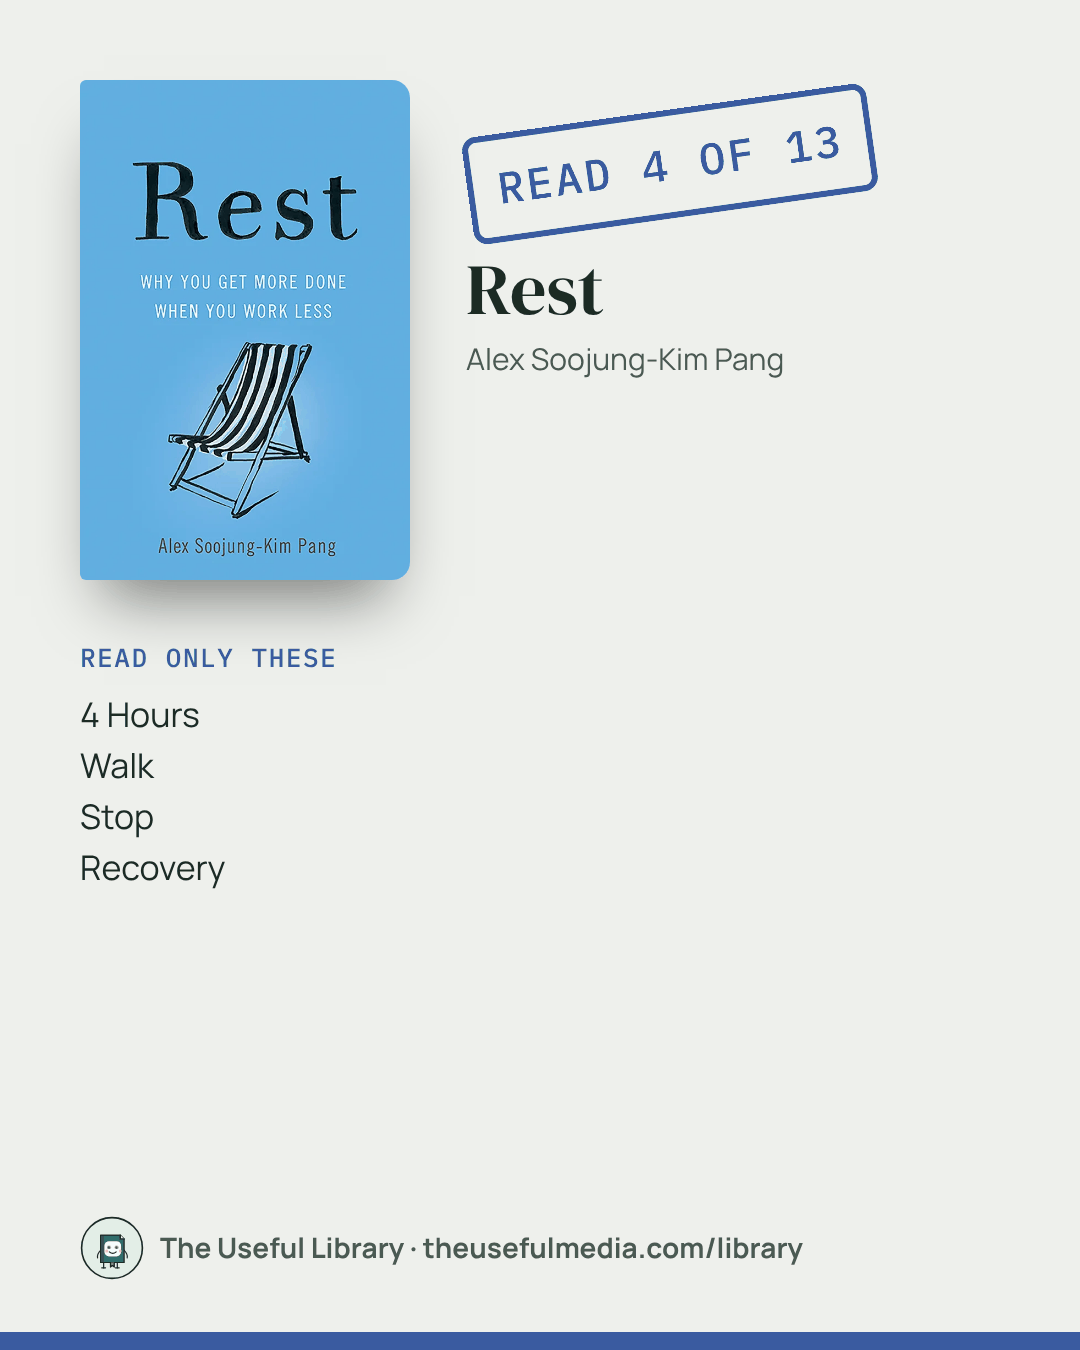 Rest
WHY YOU GET MORE DONE
WHEN YOU WORK LESS
Alex Soojung-Kim Pang
READ 4 OF 13
Rest
Alex Soojung-Kim Pang
READ ONLY THESE
4 Hours
Walk
Stop
Recovery
The Useful Library · theusefulmedia.com/library